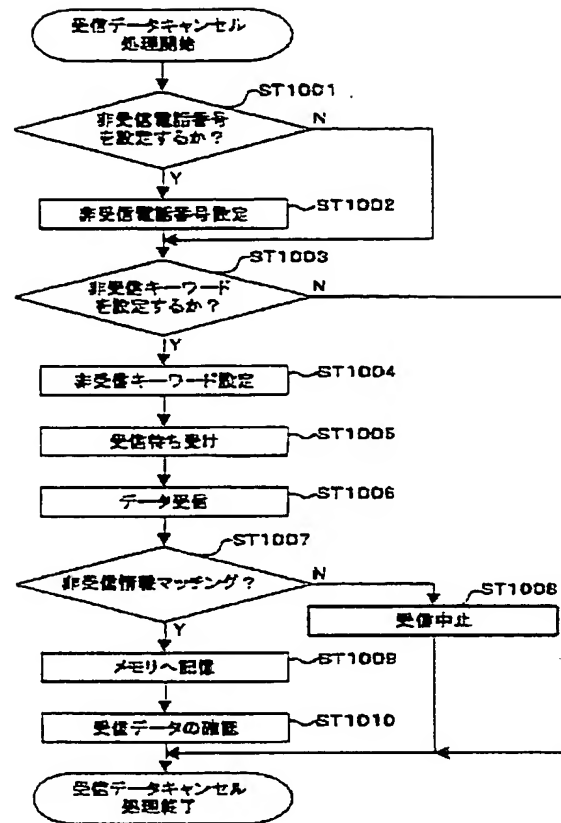 受信データキャンセル
処理開始
ST1001
非受信電話番号
を設定するか？
N
Y
非受信電話番号設定
ST1002
ST1003
非受信キーワード
を設定するか？
N
Y
非受信キーワード設定
ST1004
受信待ち受け
ST1005
データ受信
ST1006
ST1007
非受信情報マッチング？
N
ST1008
受信中止
Y
メモリへ記憶
ST1009
受信データの確認
ST1010
受信データキャンセル
処理終了